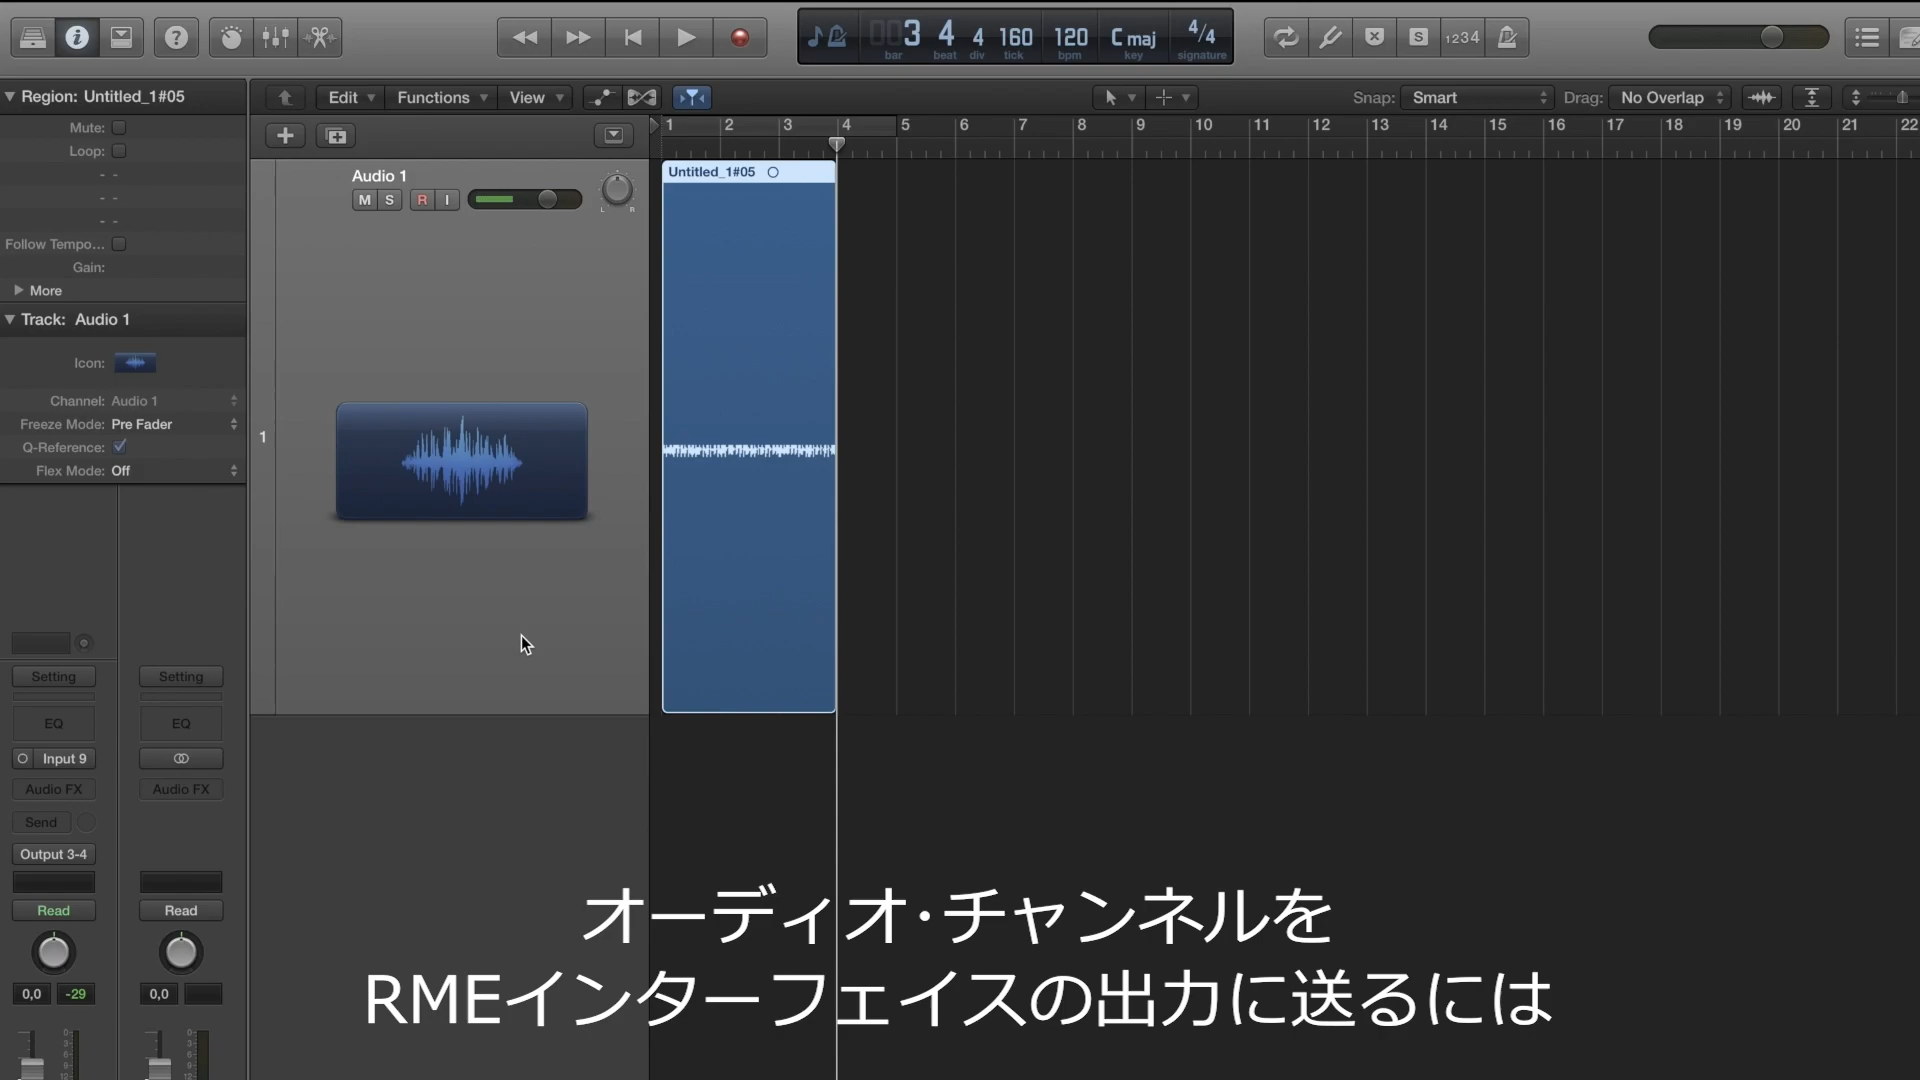 3 4 4 160 120 C maj 4/4
bar beat div tick bpm key signature
S 1234
Region: Untitled_1#05
Edit Functions View
Snap: Smart Drag: No Overlap
Mute:
Loop:
- -
- -
- -
Follow Tempo...
Gain:
More
1 2 3 4 5 6 7 8 9 10 11 12 13 14 15 16 17 18 19 20 21 22
Audio 1
M S R I
L R
Untitled_1#05
Track: Audio 1
Icon:
Channel: Audio 1
Freeze Mode: Pre Fader
Q-Reference:
Flex Mode: Off
1
Setting Setting
EQ EQ
Input 9
Audio FX Audio FX
Send
Output 3-4
Read Read
0,0 -29 0,0
オーディオ・チャンネルを
RMEインターフェイスの出力に送るには